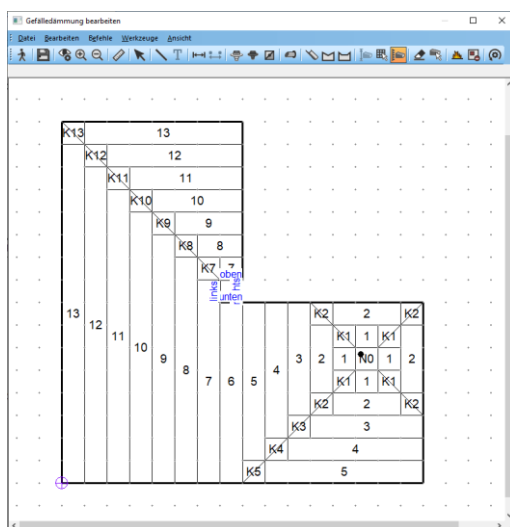 Gefälledämmung bearbeiten
Datei Bearbeiten Befehle Werkzeuge Ansicht
K13 13
K12 12
K11 11
K10 10
K9 9
K8 8
K7 7
oben
links
unten
K2 2 K2
K1 1 K1
13 12 11 10 9 8 7 6 5 4 3 2 1 N0 1 2
K1 1 K1
K2 2 K2
K3 3
K4 4
K5 5